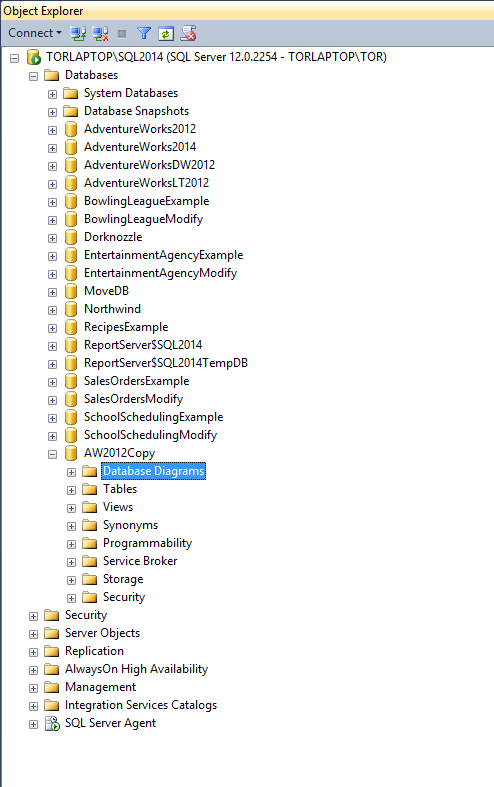 Object Explorer
Connect
TORLAPTOP\SQL2014 (SQL Server 12.0.2254 - TORLAPTOP\TOR)
Databases
System Databases
Database Snapshots
AdventureWorks2012
AdventureWorks2014
AdventureWorksDW2012
AdventureWorksLT2012
BowlingLeagueExample
BowlingLeagueModify
Dorknozzle
EntertainmentAgencyExample
EntertainmentAgencyModify
MoveDB
Northwind
RecipesExample
ReportServer$SQL2014
ReportServer$SQL2014TempDB
SalesOrdersExample
SalesOrdersModify
SchoolSchedulingExample
SchoolSchedulingModify
AW2012Copy
Database Diagrams
Tables
Views
Synonyms
Programmability
Service Broker
Storage
Security
Security
Server Objects
Replication
AlwaysOn High Availability
Management
Integration Services Catalogs
SQL Server Agent